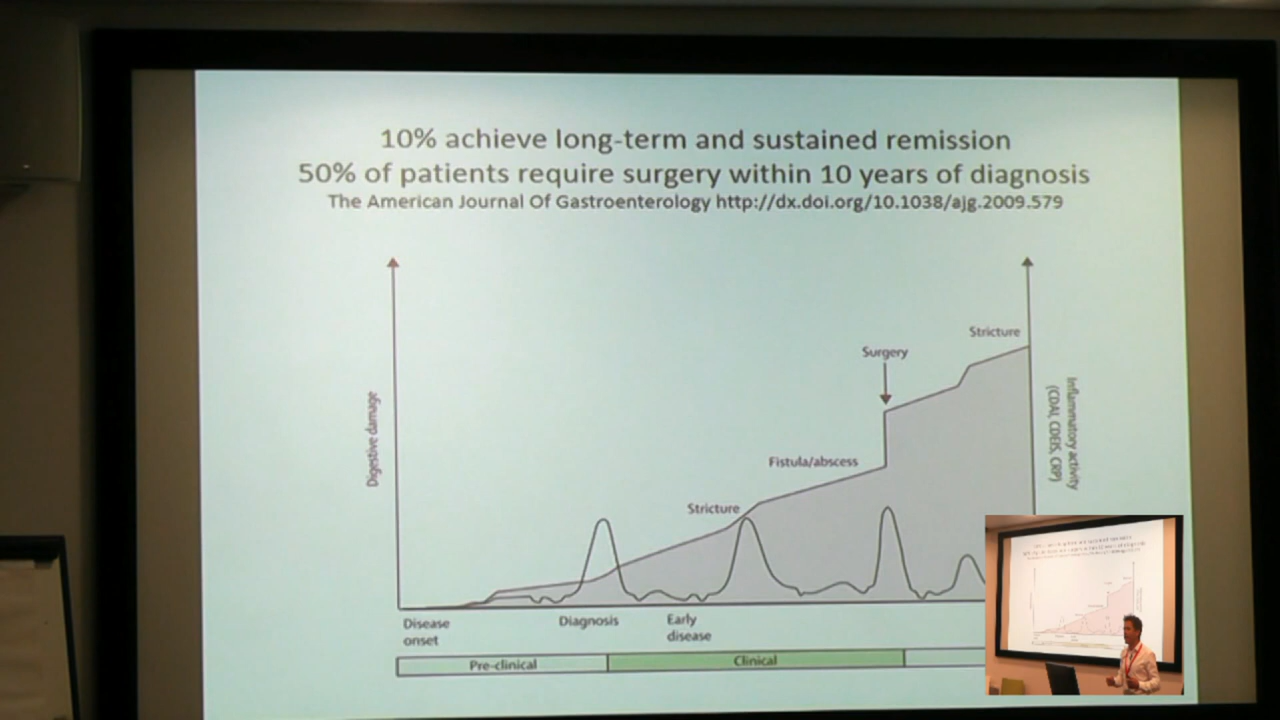 10% achieve long-term and sustained remission
50% of patients require surgery within 10 years of diagnosis
The American Journal Of Gastroenterology http://dx.doi.org/10.1038/ajg.2009.579
Stricture
Surgery
Digestive damage
Inflammatory activity
(CDAI, CDEIS, CRP)
Fistula/abscess
Stricture
Disease
onset
Diagnosis
Early
disease
Pre-clinical
Clinical